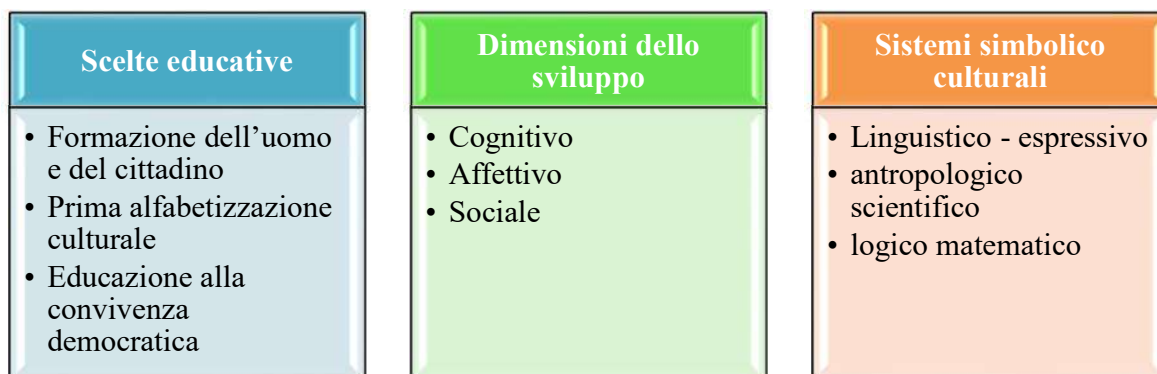 Scelte educative
• Formazione dell’uomo
e del cittadino
• Prima alfabetizzazione
culturale
• Educazione alla
convivenza
democratica
Dimensioni dello
sviluppo
• Cognitivo
• Affettivo
• Sociale
Sistemi simbolico
culturali
• Linguistico - espressivo
• antropologico
scientifico
• logico matematico